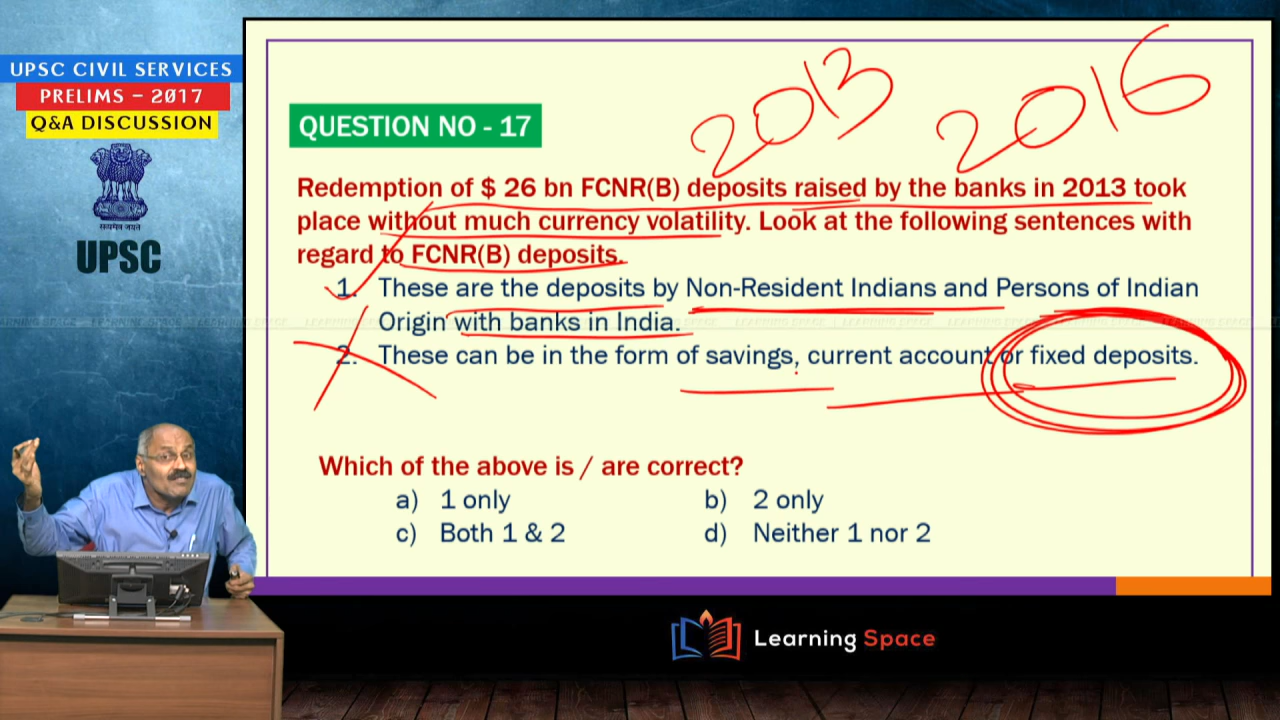 UPSC CIVIL SERVICES
PRELIMS – 2017
Q&A DISCUSSION
सत्यमेव जयते
UPSC
2013 2016
QUESTION NO - 17
Redemption of $ 26 bn FCNR(B) deposits raised by the banks in 2013 took
place without much currency volatility. Look at the following sentences with
regard to FCNR(B) deposits.
1. These are the deposits by Non-Resident Indians and Persons of Indian
Origin with banks in India.
2. These can be in the form of savings, current account or fixed deposits.
Which of the above is / are correct?
a) 1 only
b) 2 only
c) Both 1 & 2
d) Neither 1 nor 2
Learning Space